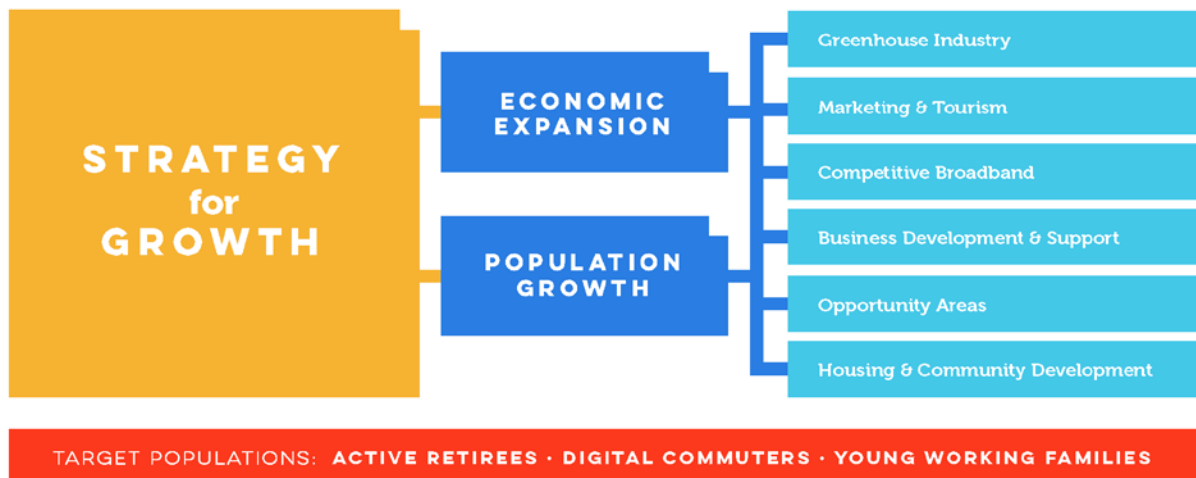 STRATEGY
for
GROWTH
ECONOMIC
EXPANSION
POPULATION
GROWTH
Greenhouse Industry
Marketing & Tourism
Competitive Broadband
Business Development & Support
Opportunity Areas
Housing & Community Development
TARGET POPULATIONS: ACTIVE RETIREES · DIGITAL COMMUTERS · YOUNG WORKING FAMILIES